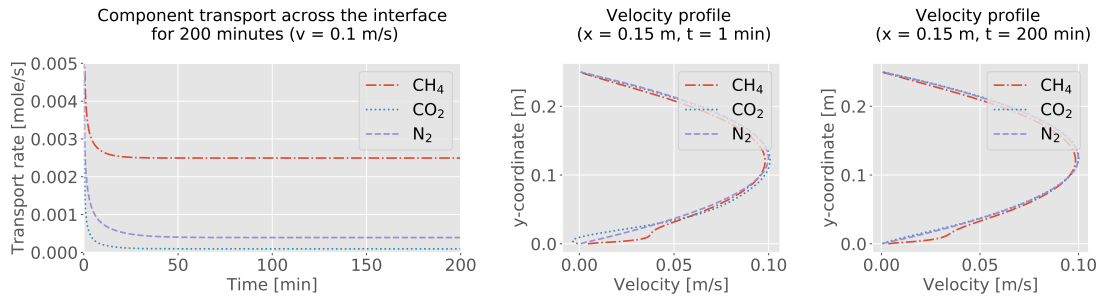 Component transport across the interface
for 200 minutes (v = 0.1 m/s)
Transport rate [mole/s]
0.005
0.004
0.003
0.002
0.001
0.000
CH₄
CO₂
N₂
0
50
100
150
200
Time [min]
Velocity profile
(x = 0.15 m, t = 1 min)
y-coordinate [m]
0.2
0.1
0.0
CH₄
CO₂
N₂
0.00
0.05
0.10
Velocity [m/s]
Velocity profile
(x = 0.15 m, t = 200 min)
y-coordinate [m]
0.2
0.1
0.0
CH₄
CO₂
N₂
0.00
0.05
0.10
Velocity [m/s]